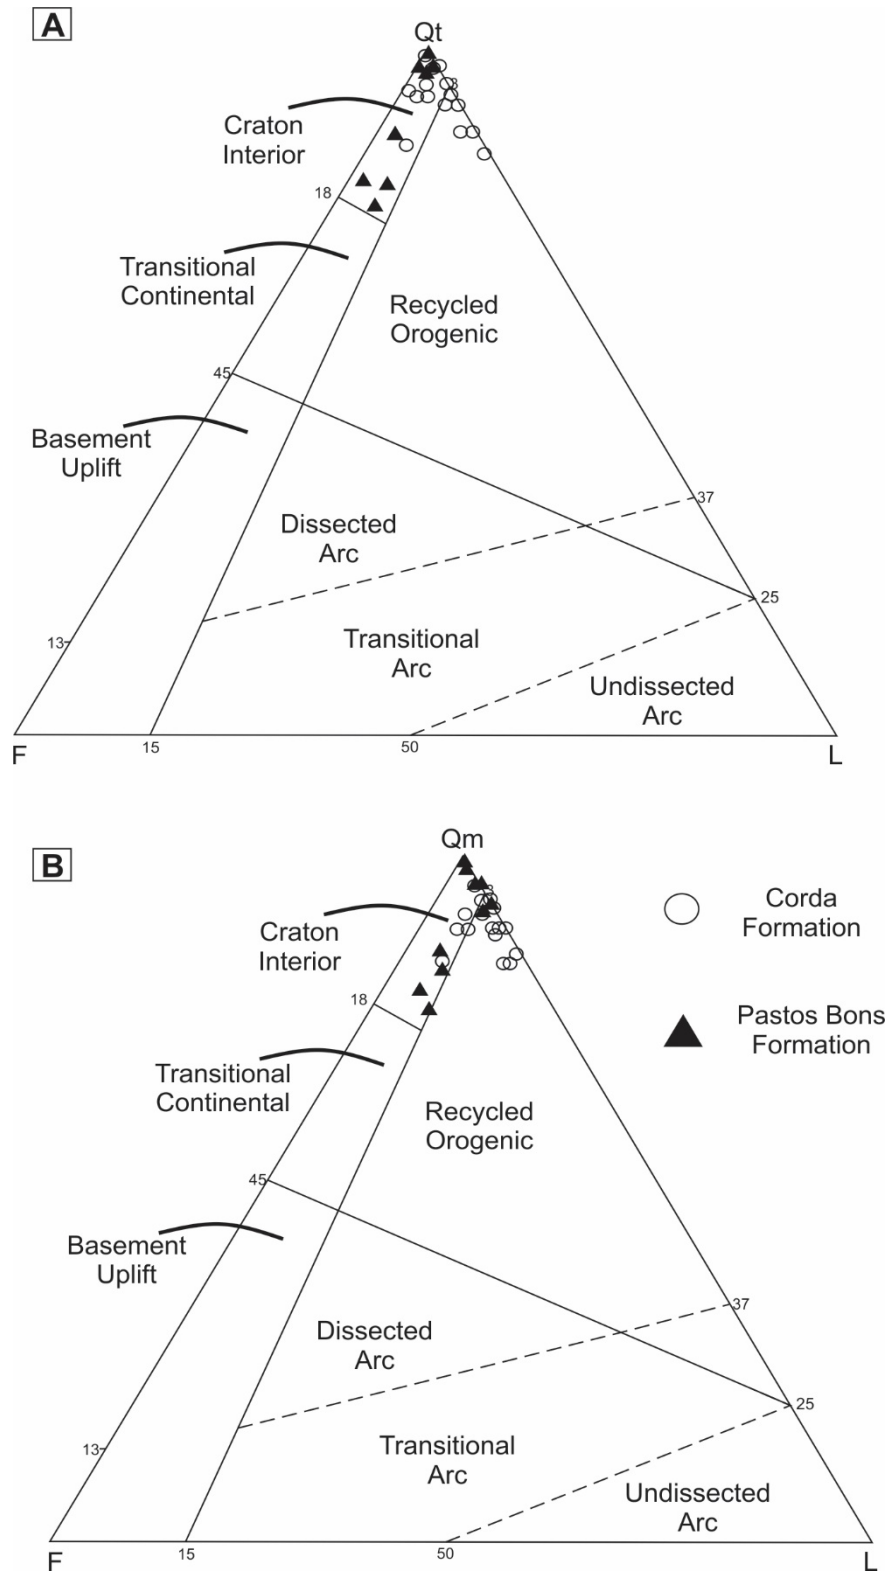 A
Qt
3
Craton
Interior
18
Transitional
Continental
Recycled
Orogenic
45
Basement
Uplift
37
Dissected
Arc
25
13
Transitional
Arc
Undissected
Arc
F
15
50
L
B
Qm
3
Corda
Formation
Craton
Interior
18
Pastos Bons
Formation
Transitional
Continental
Recycled
Orogenic
45
Basement
Uplift
37
Dissected
Arc
25
13
Transitional
Arc
Undissected
Arc
F
15
50
L